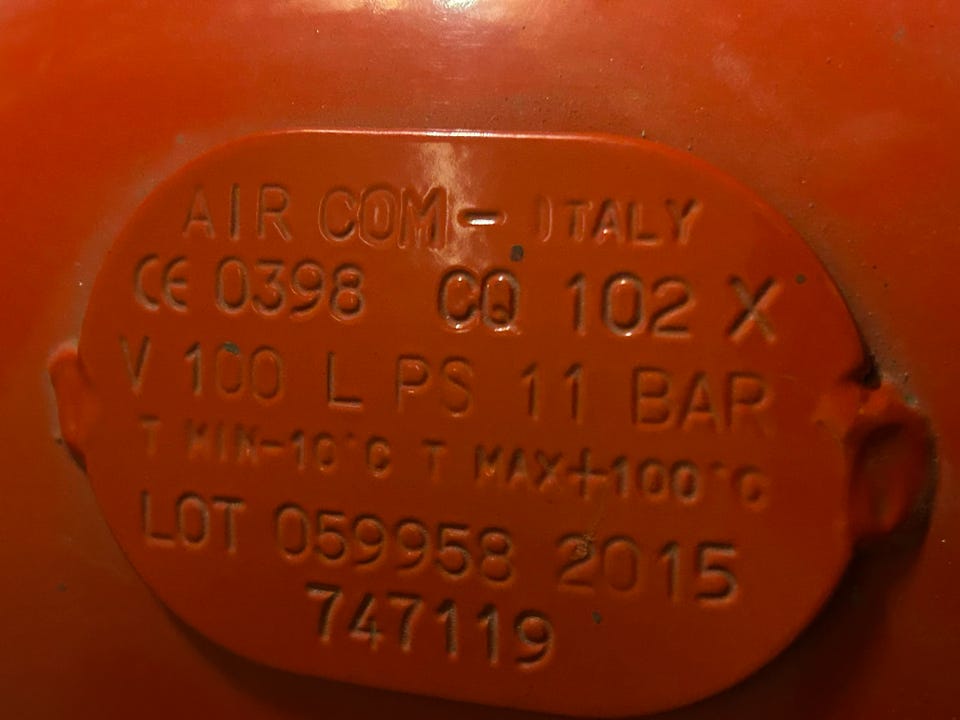 AIR COM - ITALY
CE 0398 CQ 102 X
V 100 L PS 11 BAR
T MIN-10°C T MAX+100°C
LOT 059958 2015
747119